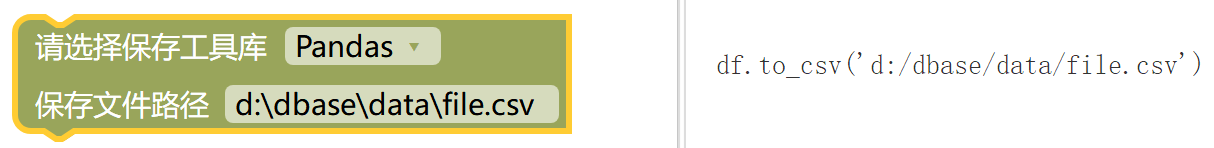 请选择保存工具库 Pandas
保存文件路径 d:\dbase\data\file.csv
df.to_csv('d:/dbase/data/file.csv')